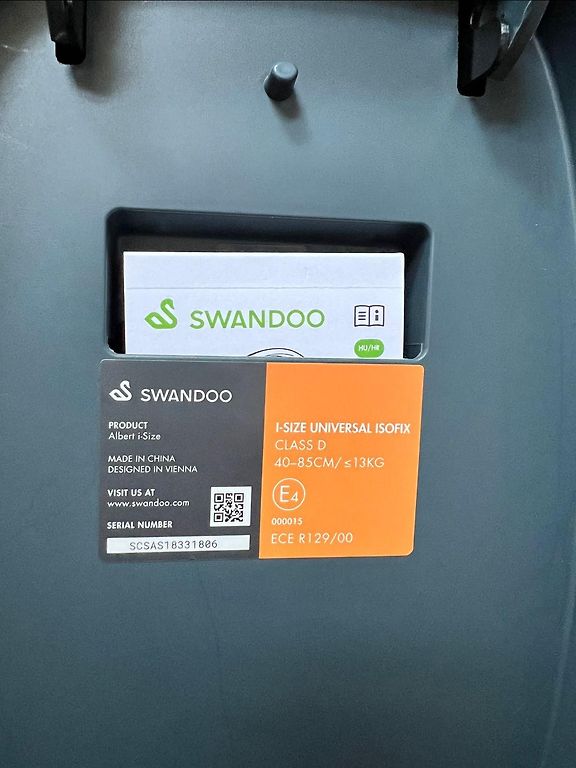 SWANDOO
HU/HR
SWANDOO
PRODUCT
Albert i-Size
MADE IN CHINA
DESIGNED IN VIENNA
VISIT US AT
www.swandoo.com
SERIAL NUMBER
SCSAS18331806
I-SIZE UNIVERSAL ISOFIX
CLASS D
40–85CM/ ≤13KG
E4
000015
ECE R129/00